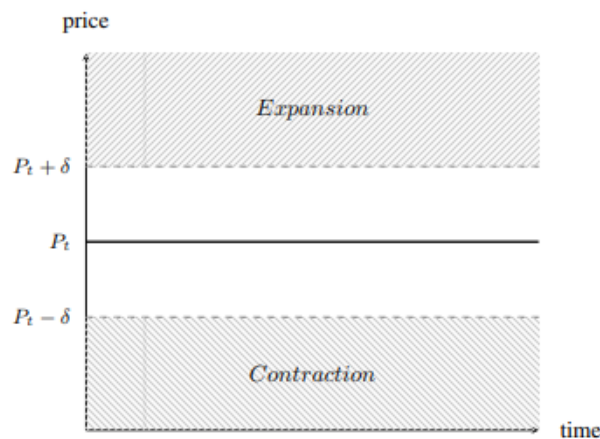 price
Expansion
P_t + δ
P_t
P_t − δ
Contraction
time